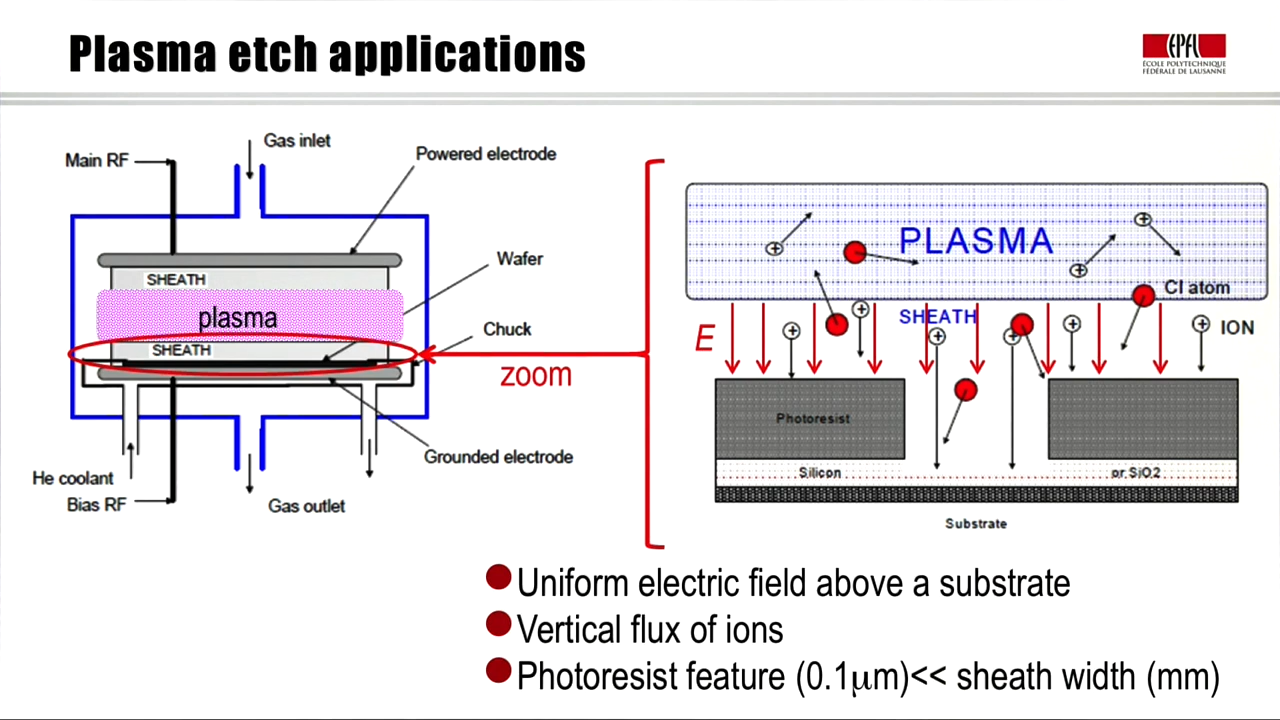 Plasma etch applications
EPFL
ÉCOLE POLYTECHNIQUE
FÉDÉRALE DE LAUSANNE
Gas inlet
Main RF
Powered electrode
SHEATH
Wafer
plasma
Chuck
SHEATH
zoom
Grounded electrode
He coolant
Bias RF
Gas outlet
PLASMA
Cl atom
SHEATH
ION
E
Photoresist
Silicon
or SiO2
Substrate
Uniform electric field above a substrate
Vertical flux of ions
Photoresist feature (0.1μm)<< sheath width (mm)